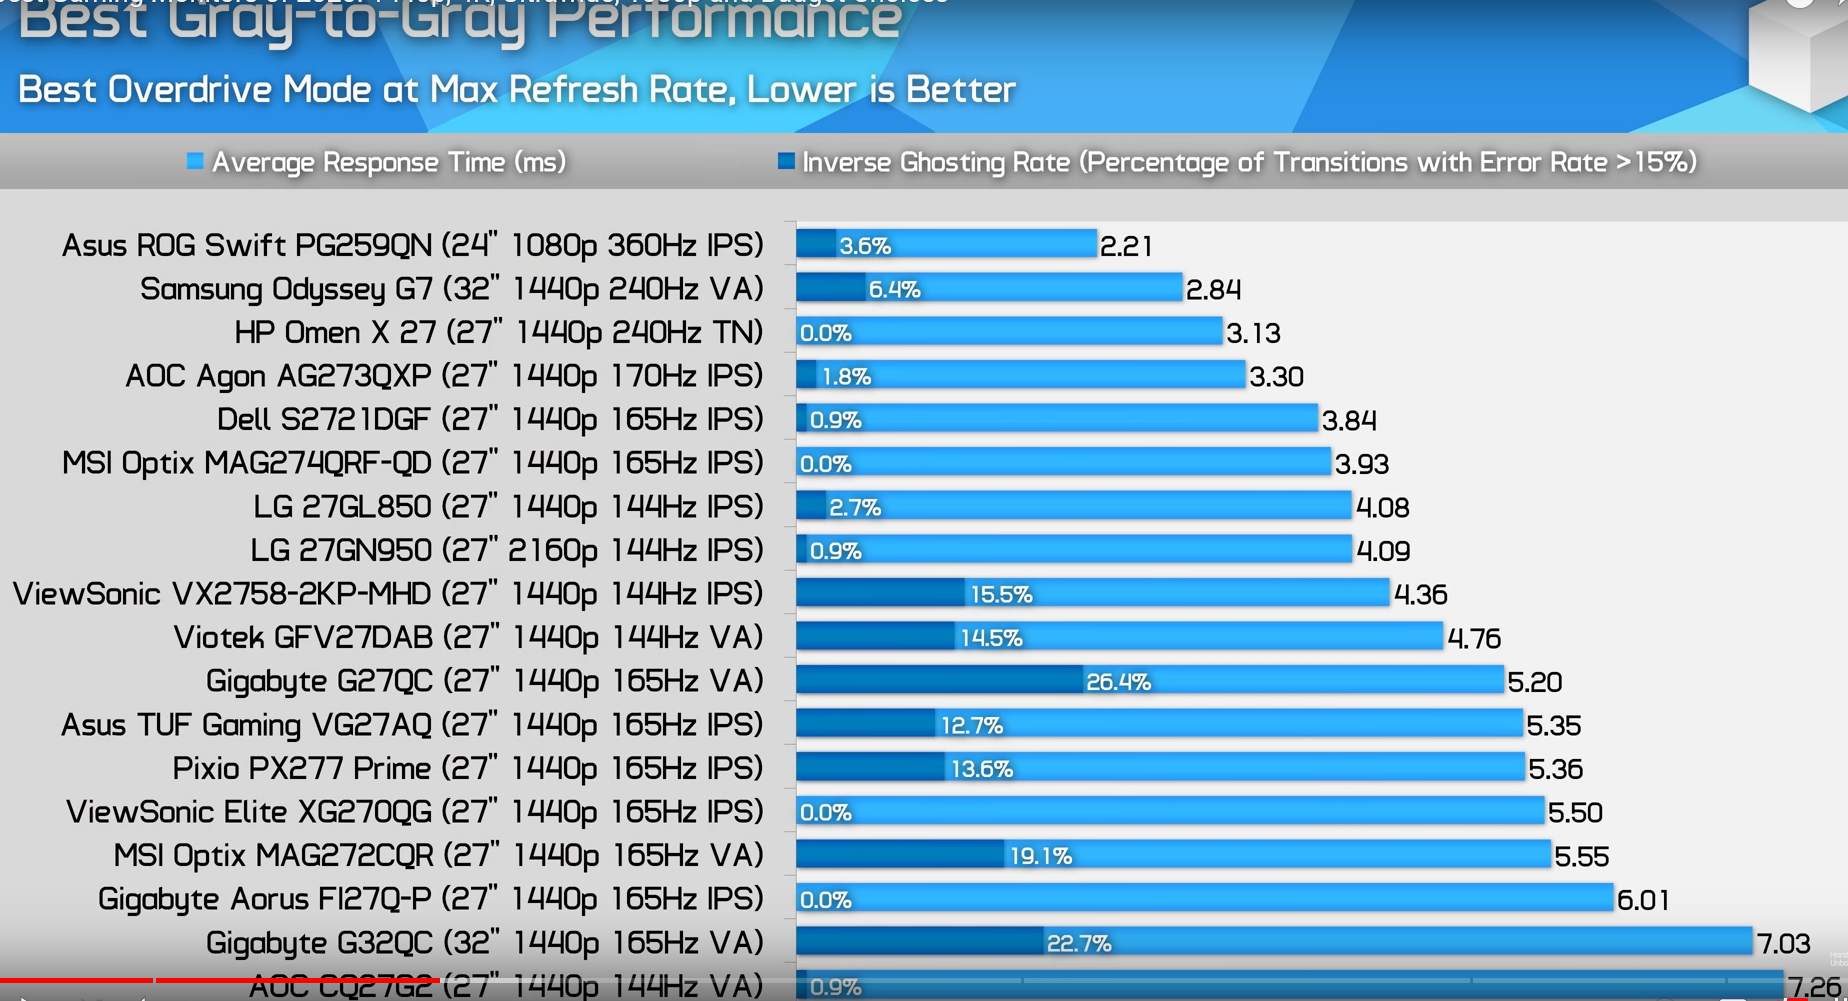 Best Gray-to-Gray Performance
Best Overdrive Mode at Max Refresh Rate, Lower is Better
Average Response Time (ms) Inverse Ghosting Rate (Percentage of Transitions with Error Rate >15%)
Asus ROG Swift PG259QN (24" 1080p 360Hz IPS) 3.6% 2.21
Samsung Odyssey G7 (32" 1440p 240Hz VA) 6.4% 2.84
HP Omen X 27 (27" 1440p 240Hz TN) 0.0% 3.13
AOC Agon AG273QXP (27" 1440p 170Hz IPS) 1.8% 3.30
Dell S2721DGF (27" 1440p 165Hz IPS) 0.9% 3.84
MSI Optix MAG274QRF-QD (27" 1440p 165Hz IPS) 0.0% 3.93
LG 27GL850 (27" 1440p 144Hz IPS) 2.7% 4.08
LG 27GN950 (27" 2160p 144Hz IPS) 0.9% 4.09
ViewSonic VX2758-2KP-MHD (27" 1440p 144Hz IPS) 15.5% 4.36
Viotek GFV27DAB (27" 1440p 144Hz VA) 14.5% 4.76
Gigabyte G27QC (27" 1440p 165Hz VA) 26.4% 5.20
Asus TUF Gaming VG27AQ (27" 1440p 165Hz IPS) 12.7% 5.35
Pixio PX277 Prime (27" 1440p 165Hz IPS) 13.6% 5.36
ViewSonic Elite XG270QG (27" 1440p 165Hz IPS) 0.0% 5.50
MSI Optix MAG272CQR (27" 1440p 165Hz VA) 19.1% 5.55
Gigabyte Aorus FI27Q-P (27" 1440p 165Hz IPS) 0.0% 6.01
Gigabyte G32QC (32" 1440p 165Hz VA) 22.7% 7.03
AOC CQ27G2 (27" 1440p 144Hz VA) 0.9% 7.26